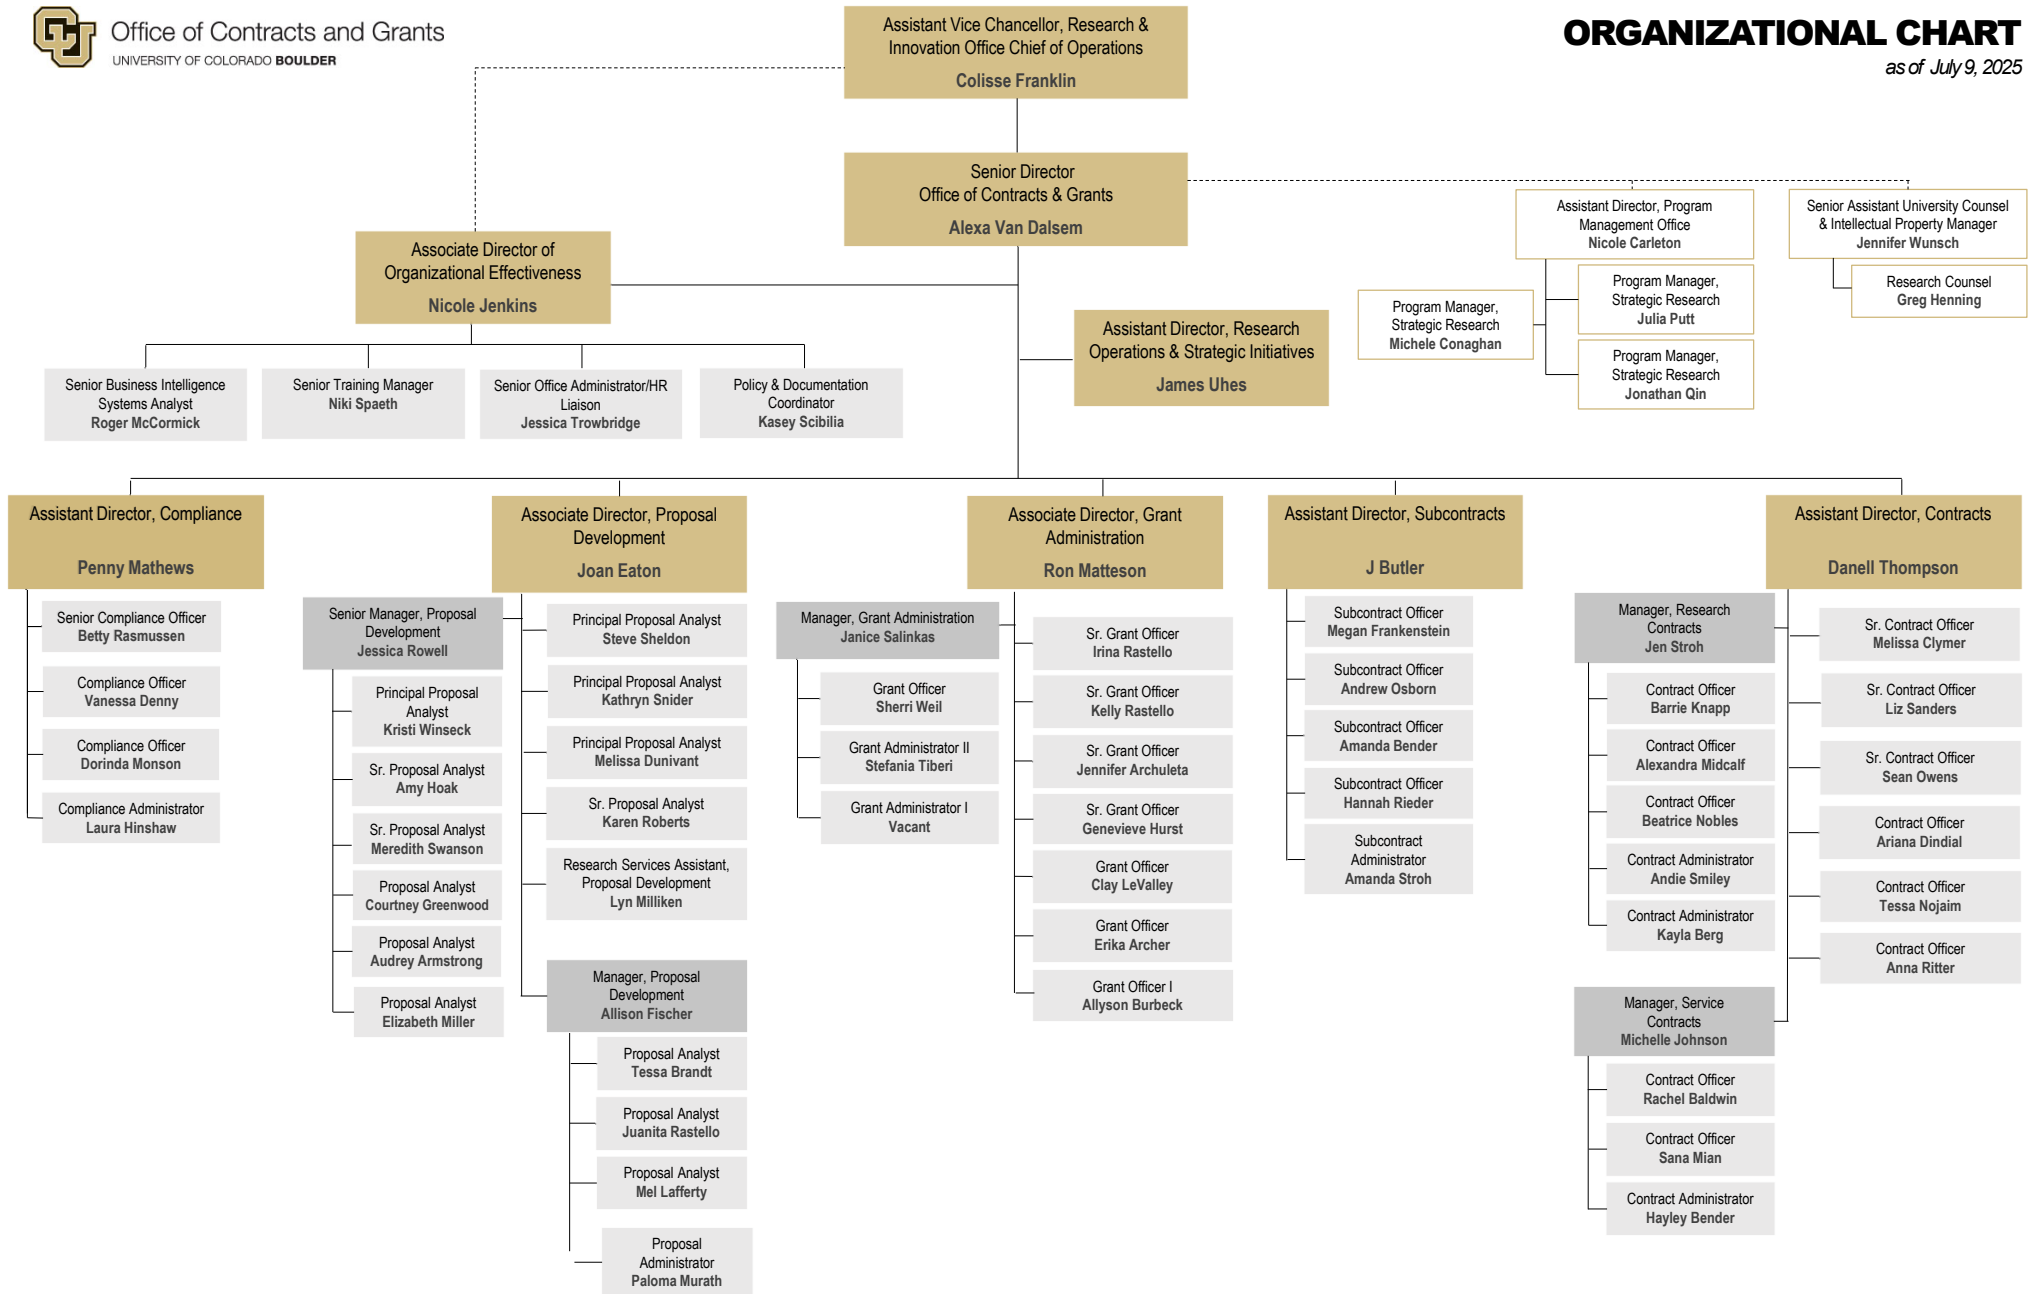 CU
Office of Contracts and Grants
UNIVERSITY OF COLORADO BOULDER
ORGANIZATIONAL CHART
as of July 9, 2025
Assistant Vice Chancellor, Research &
Innovation Office Chief of Operations
Colisse Franklin
Senior Director
Office of Contracts & Grants
Alexa Van Dalsem
Assistant Director, Program
Management Office
Nicole Carleton
Senior Assistant University Counsel
& Intellectual Property Manager
Jennifer Wunsch
Program Manager,
Strategic Research
Julia Putt
Research Counsel
Greg Henning
Program Manager,
Strategic Research
Michele Conaghan
Program Manager,
Strategic Research
Jonathan Qin
Associate Director of
Organizational Effectiveness
Nicole Jenkins
Assistant Director, Research
Operations & Strategic Initiatives
James Uhes
Senior Business Intelligence
Systems Analyst
Roger McCormick
Senior Training Manager
Niki Spaeth
Senior Office Administrator/HR
Liaison
Jessica Trowbridge
Policy & Documentation
Coordinator
Kasey Scibilia
Assistant Director, Compliance
Penny Mathews
Senior Compliance Officer
Betty Rasmussen
Compliance Officer
Vanessa Denny
Compliance Officer
Dorinda Monson
Compliance Administrator
Laura Hinshaw
Associate Director, Proposal
Development
Joan Eaton
Senior Manager, Proposal
Development
Jessica Rowell
Principal Proposal
Analyst
Kristi Winseck
Sr. Proposal Analyst
Amy Hoak
Sr. Proposal Analyst
Meredith Swanson
Proposal Analyst
Courtney Greenwood
Proposal Analyst
Audrey Armstrong
Proposal Analyst
Elizabeth Miller
Principal Proposal Analyst
Steve Sheldon
Principal Proposal Analyst
Kathryn Snider
Principal Proposal Analyst
Melissa Dunivant
Sr. Proposal Analyst
Karen Roberts
Research Services Assistant,
Proposal Development
Lyn Milliken
Manager, Proposal
Development
Allison Fischer
Proposal Analyst
Tessa Brandt
Proposal Analyst
Juanita Rastello
Proposal Analyst
Mel Lafferty
Proposal
Administrator
Paloma Murath
Associate Director, Grant
Administration
Ron Matteson
Manager, Grant Administration
Janice Salinkas
Grant Officer
Sherri Weil
Grant Administrator II
Stefania Tiberi
Grant Administrator I
Vacant
Sr. Grant Officer
Irina Rastello
Sr. Grant Officer
Kelly Rastello
Sr. Grant Officer
Jennifer Archuleta
Sr. Grant Officer
Genevieve Hurst
Grant Officer
Clay LeValley
Grant Officer
Erika Archer
Grant Officer I
Allyson Burbeck
Assistant Director, Subcontracts
J Butler
Subcontract Officer
Megan Frankenstein
Subcontract Officer
Andrew Osborn
Subcontract Officer
Amanda Bender
Subcontract Officer
Hannah Rieder
Subcontract
Administrator
Amanda Stroh
Assistant Director, Contracts
Danell Thompson
Manager, Research
Contracts
Jen Stroh
Contract Officer
Barrie Knapp
Contract Officer
Alexandra Midcalf
Contract Officer
Beatrice Nobles
Contract Administrator
Andie Smiley
Contract Administrator
Kayla Berg
Sr. Contract Officer
Melissa Clymer
Sr. Contract Officer
Liz Sanders
Sr. Contract Officer
Sean Owens
Contract Officer
Ariana Dindial
Contract Officer
Tessa Nojaim
Contract Officer
Anna Ritter
Manager, Service
Contracts
Michelle Johnson
Contract Officer
Rachel Baldwin
Contract Officer
Sana Mian
Contract Administrator
Hayley Bender